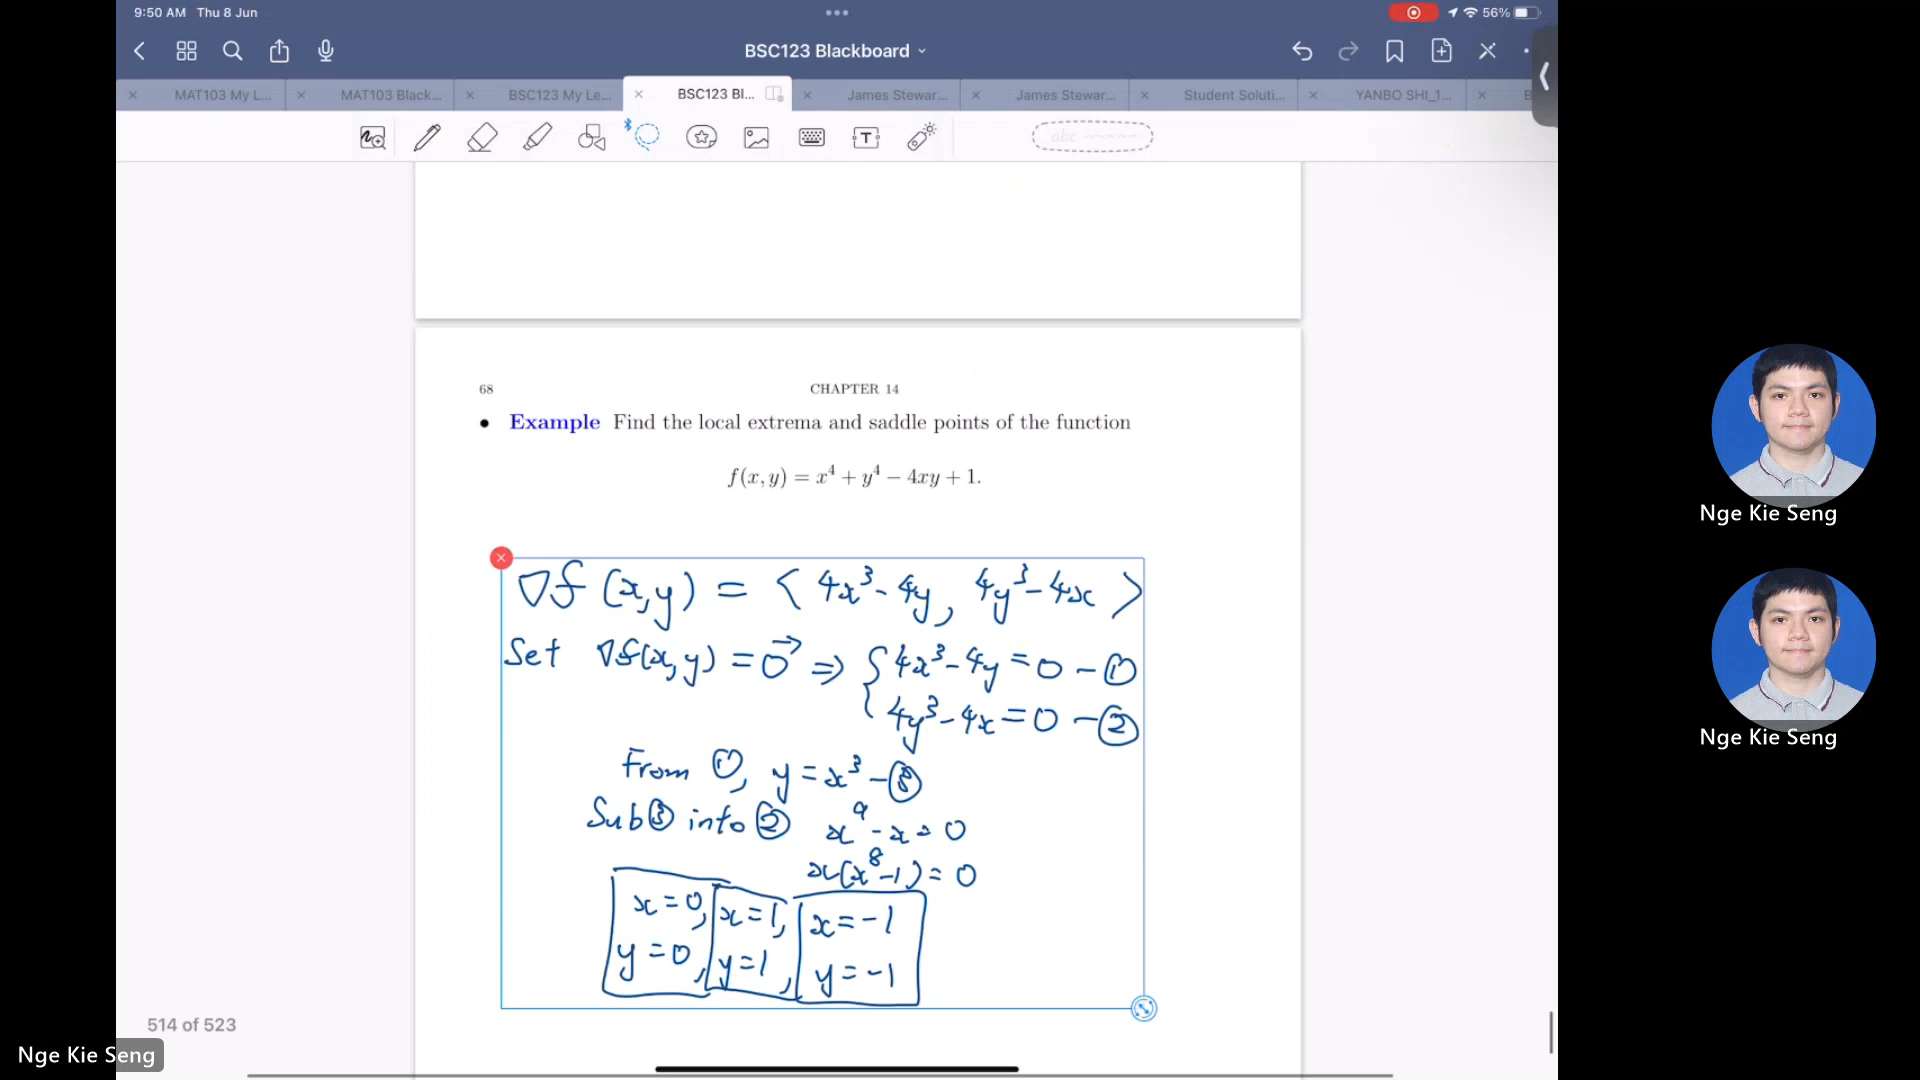 9:50 AM Thu 8 Jun
56%
BSC123 Blackboard
MAT103 My L...
MAT103 Black...
BSC123 My Le...
BSC123 Bl...
James Stewar...
James Stewar...
Student Soluti...
YANBO SHI_1...
T
abc
68
CHAPTER 14
• Example Find the local extrema and saddle points of the function
f(x, y) = x⁴ + y⁴ − 4xy + 1.
∇f (x,y) = ⟨ 4x³ - 4y, 4y³ - 4x ⟩
Set ∇f(x,y) = 0⃗ ⇒ { 4x³ - 4y = 0 - ①
4y³ - 4x = 0 - ②
From ①, y = x³ - ③
Sub ③ into ② x⁹ - x = 0
x(x⁸ - 1) = 0
x = 0, x = 1, x = -1
y = 0, y = 1, y = -1
514 of 523
Nge Kie Seng
Nge Kie Seng
Nge Kie Seng